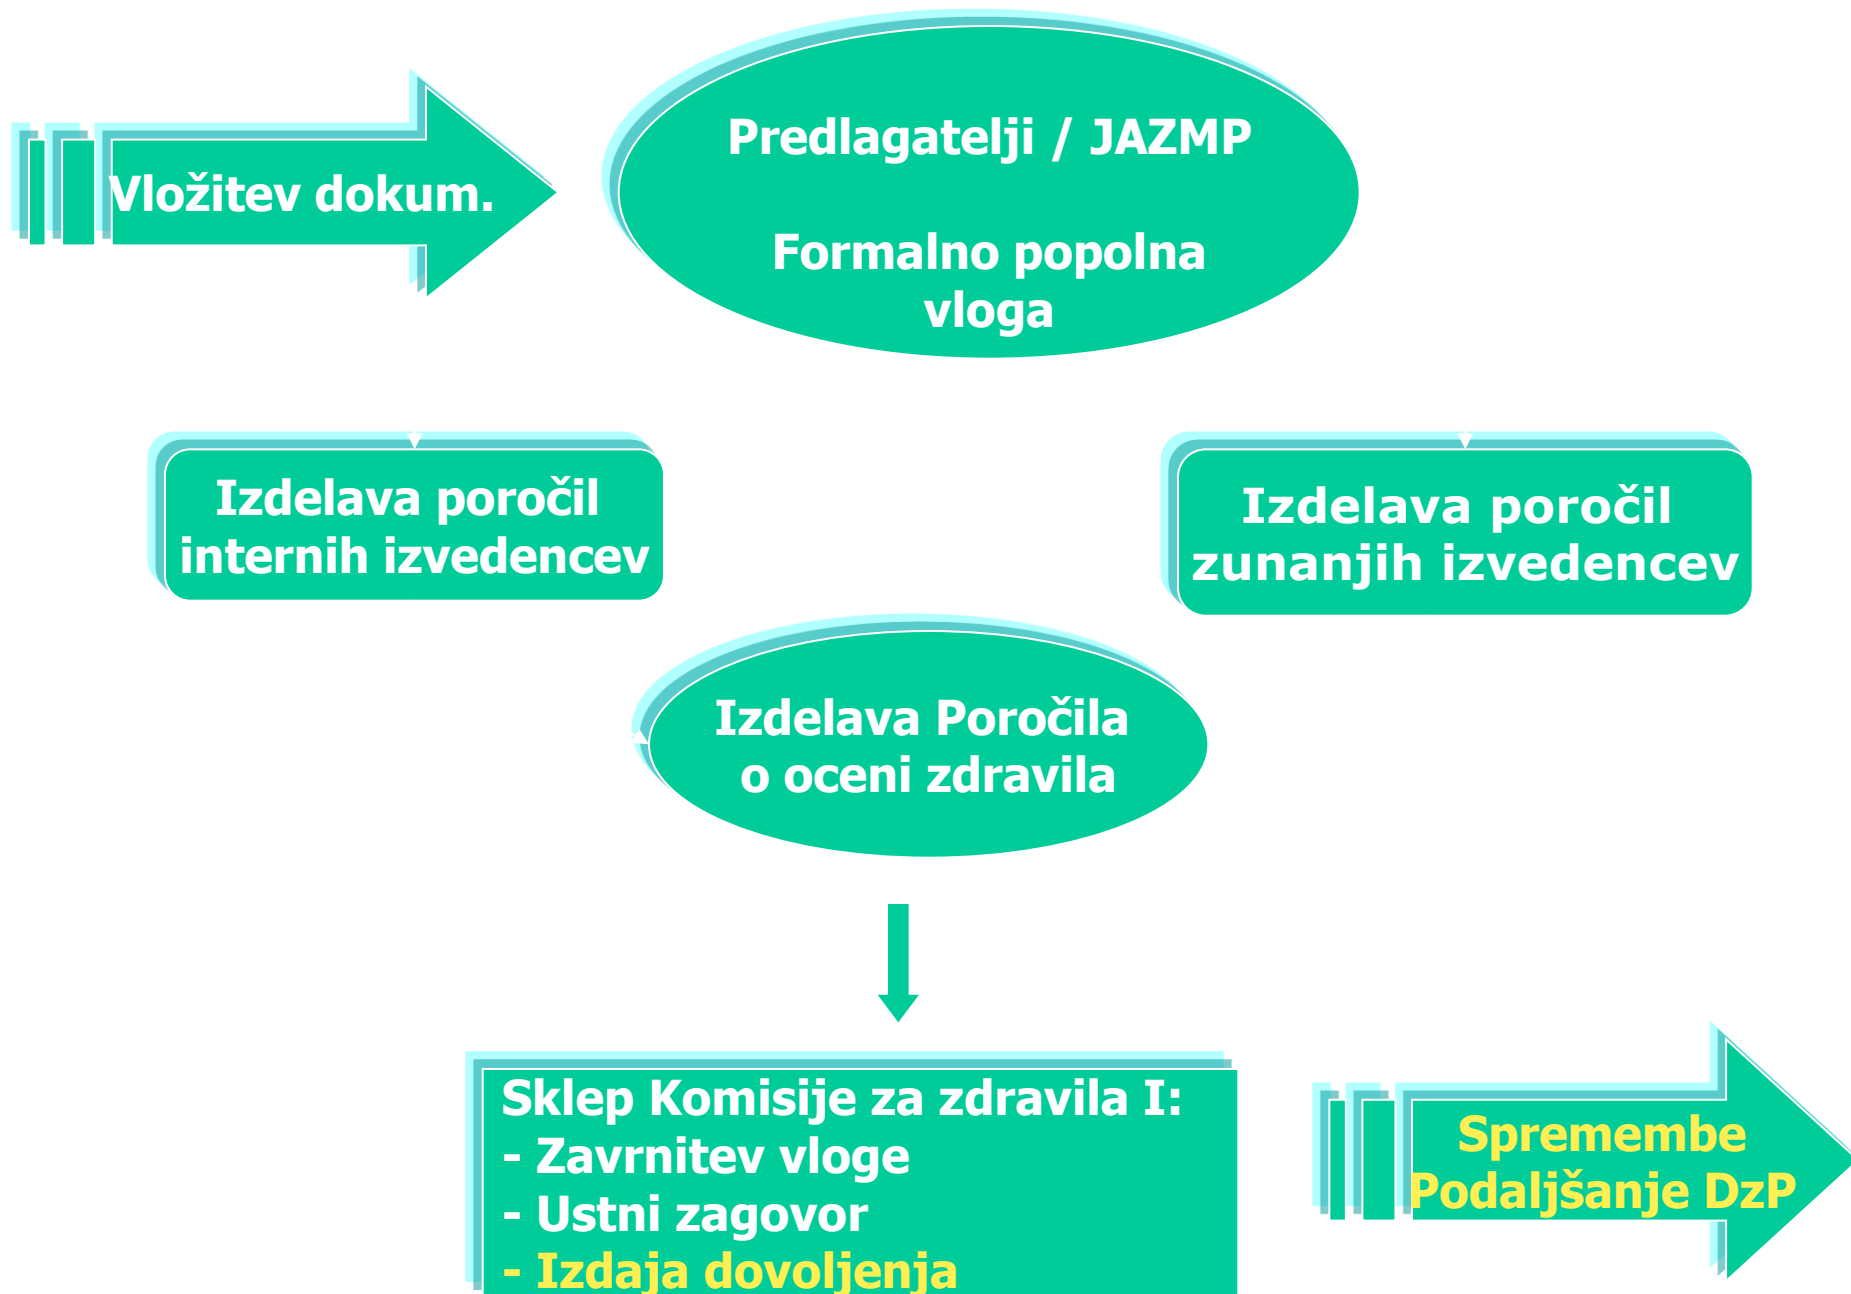 Vložitev dokum.
Predlagatelji / JAZMP
Formalno popolna
vloga
Izdelava poročil
internih izvedencev
Izdelava poročil
zunanjih izvedencev
Izdelava Poročila
o oceni zdravila
Sklep Komisije za zdravila I:
- Zavrnitev vloge
- Ustni zagovor
- Izdaja dovoljenja
Spremembe
Podaljšanje DzP